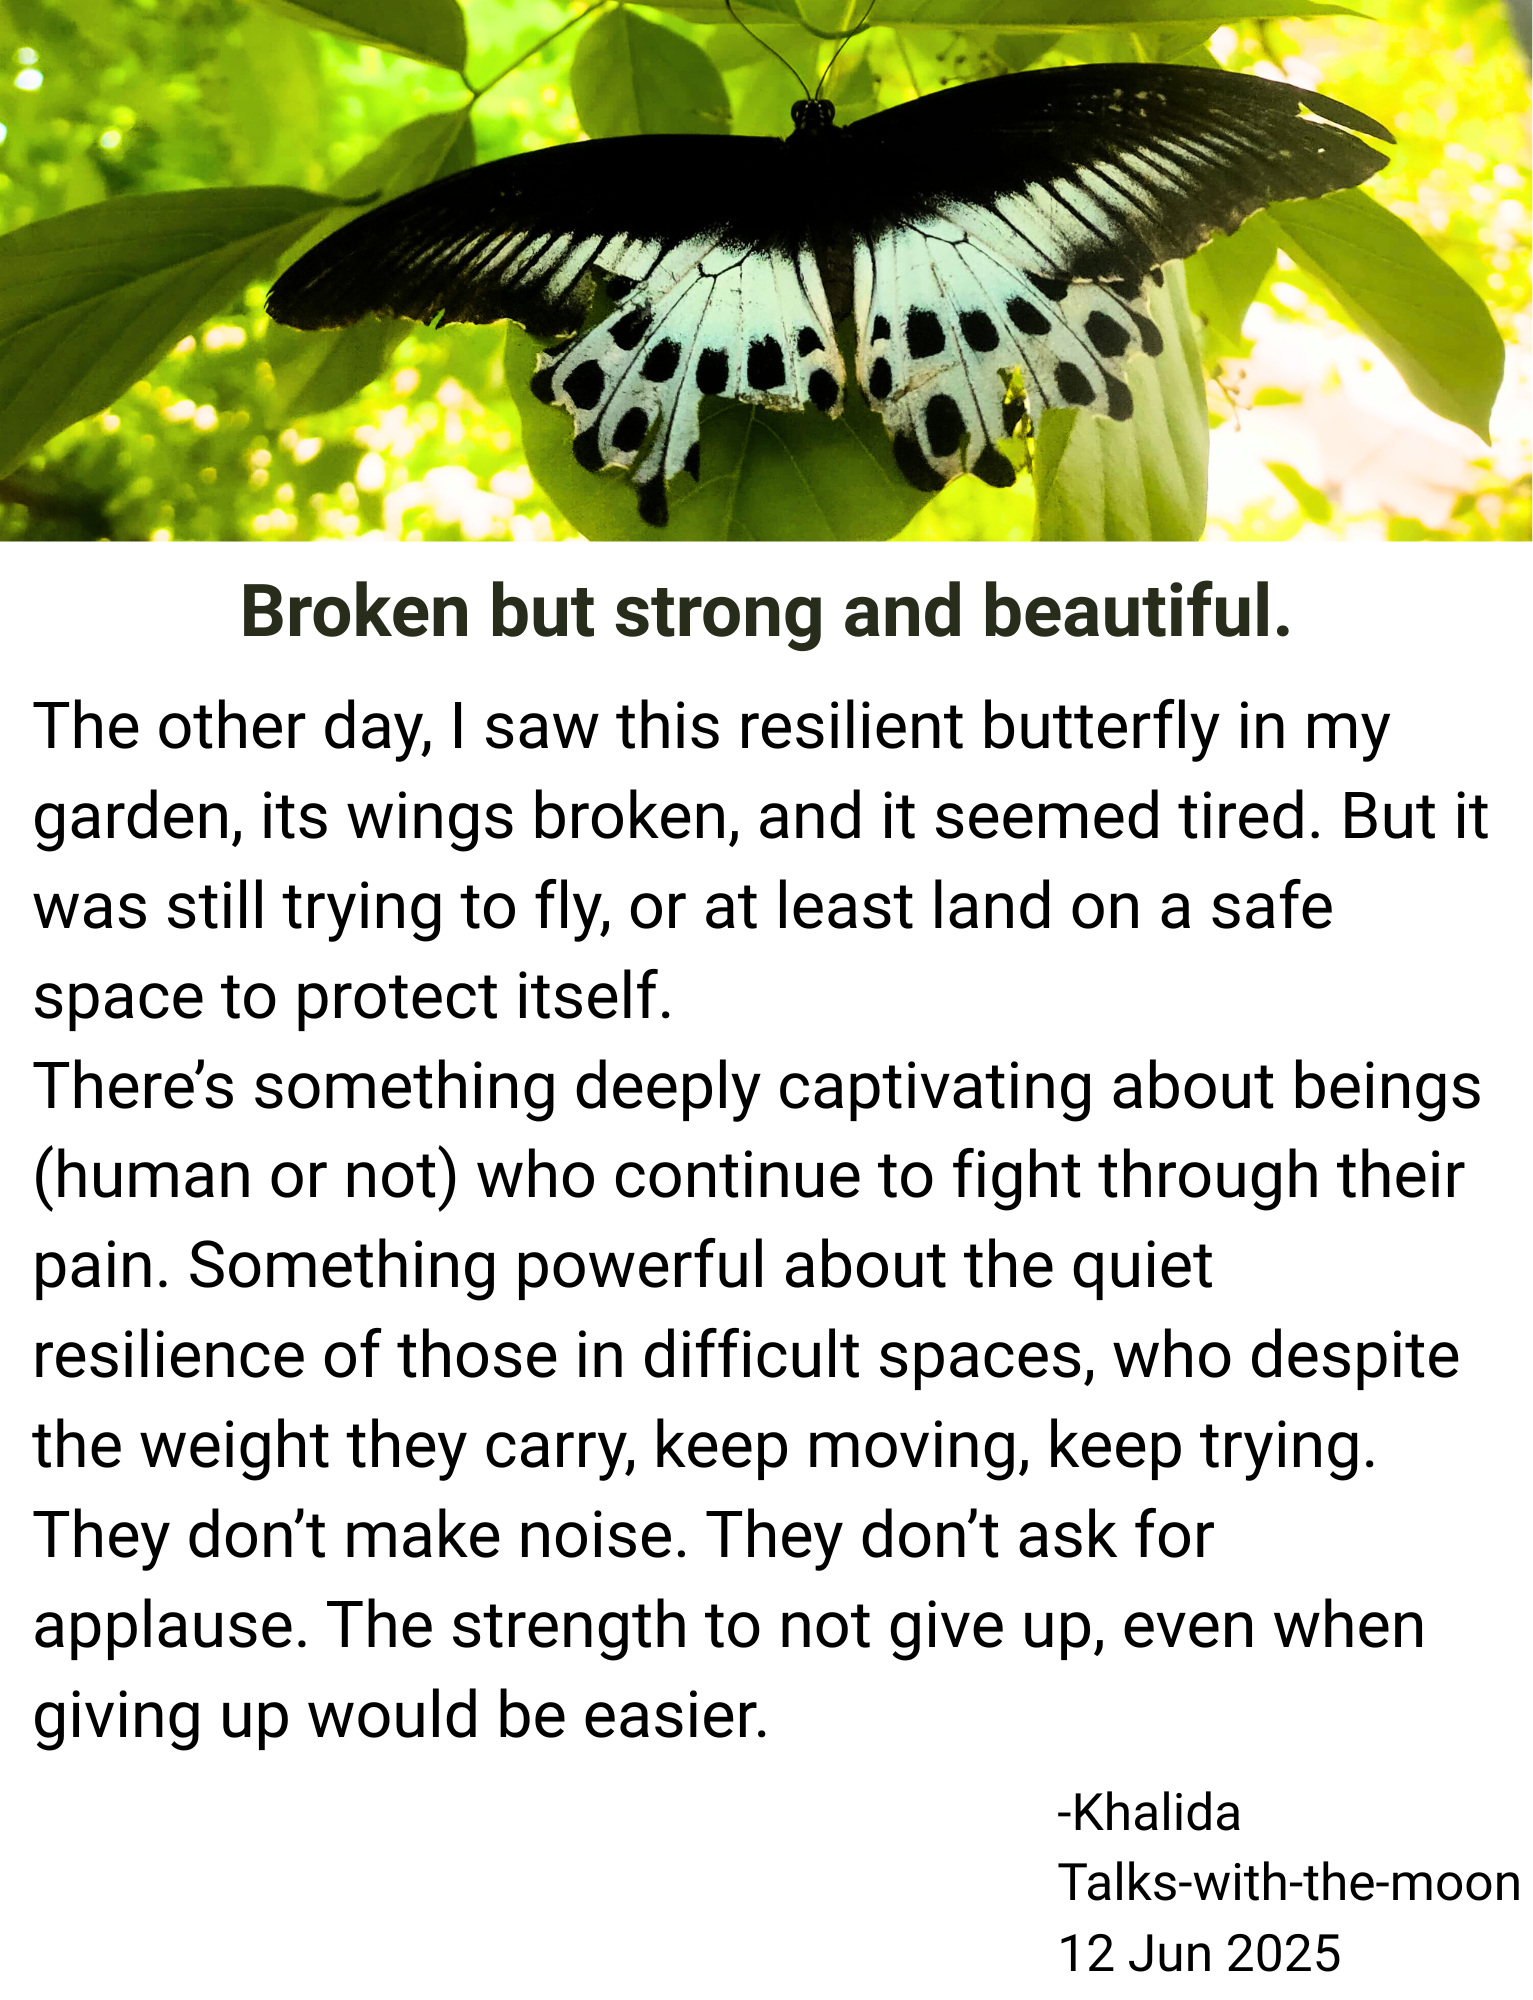 Broken but strong and beautiful.
The other day, I saw this resilient butterfly in my
garden, its wings broken, and it seemed tired. But it
was still trying to fly, or at least land on a safe
space to protect itself.
There’s something deeply captivating about beings
(human or not) who continue to fight through their
pain. Something powerful about the quiet
resilience of those in difficult spaces, who despite
the weight they carry, keep moving, keep trying.
They don’t make noise. They don’t ask for
applause. The strength to not give up, even when
giving up would be easier.
-Khalida
Talks-with-the-moon
12 Jun 2025